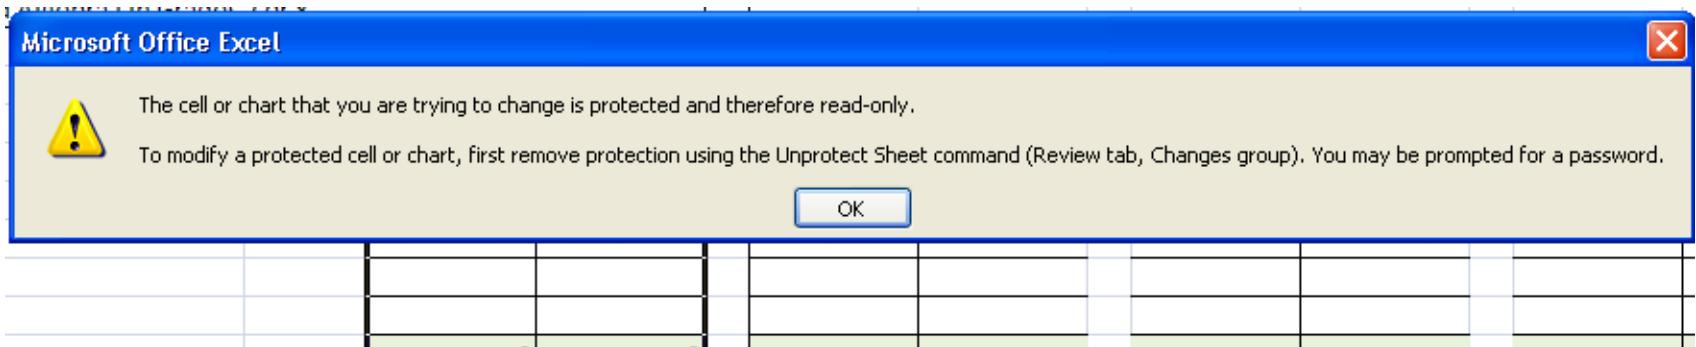 Microsoft Office Excel
The cell or chart that you are trying to change is protected and therefore read-only.
To modify a protected cell or chart, first remove protection using the Unprotect Sheet command (Review tab, Changes group). You may be prompted for a password.
OK